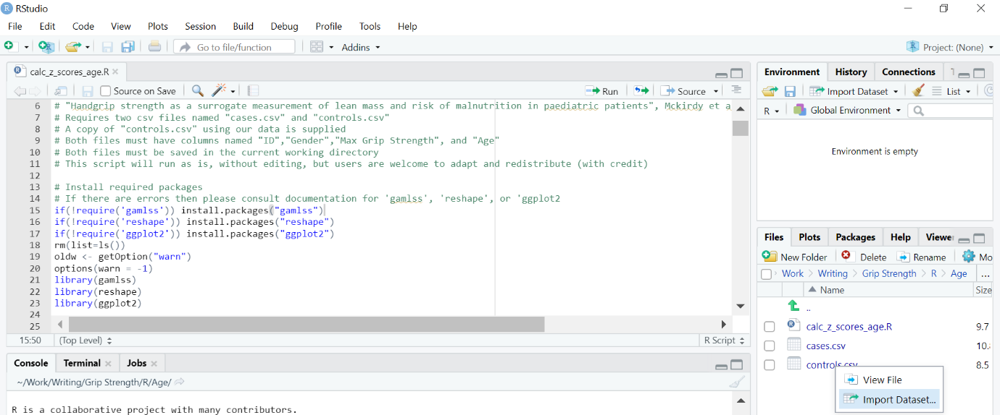 RStudio
File Edit Code View Plots Session Build Debug Profile Tools Help
Go to file/function Addins Project: (None)
calc_z_scores_age.R
Source on Save Run Source
6 # "Handgrip strength as a surrogate measurement of lean mass and risk of malnutrition in paediatric patients", Mckirdy et a
7 # Requires two csv files named "cases.csv" and "controls.csv"
8 # A copy of "controls.csv" using our data is supplied
9 # Both files must have columns named "ID","Gender","Max Grip Strength", and "Age"
10 # Both files must be saved in the current working directory
11 # This script will run as is, without editing, but users are welcome to adapt and redistribute (with credit)
12
13 # Install required packages
14 # If there are errors then please consult documentation for 'gamlss', 'reshape', or 'ggplot2
15 if(!require('gamlss')) install.packages("gamlss")
16 if(!require('reshape')) install.packages("reshape")
17 if(!require('ggplot2')) install.packages("ggplot2")
18 rm(list=ls())
19 oldw <- getOption("warn")
20 options(warn = -1)
21 library(gamlss)
22 library(reshape)
23 library(ggplot2)
24
25
15:50 (Top Level) R Script
Console Terminal Jobs
~/Work/Writing/Grip Strength/R/Age/
R is a collaborative project with many contributors.
Environment History Connections
Import Dataset List
R Global Environment
Environment is empty
Files Plots Packages Help Viewe
New Folder Delete Rename Mo
Work Writing Grip Strength R Age ...
Name Size
..
calc_z_scores_age.R 9.7
cases.csv 10.
controls.csv 8.5
View File
Import Dataset...